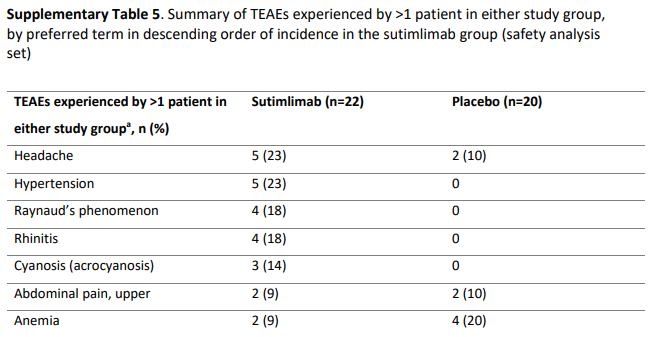 Supplementary Table 5. Summary of TEAEs experienced by >1 patient in either study group,
by preferred term in descending order of incidence in the sutimlimab group (safety analysis
set)
TEAEs experienced by >1 patient in either study groupᵃ, n (%) Sutimlimab (n=22) Placebo (n=20)
Headache 5 (23) 2 (10)
Hypertension 5 (23) 0
Raynaud’s phenomenon 4 (18) 0
Rhinitis 4 (18) 0
Cyanosis (acrocyanosis) 3 (14) 0
Abdominal pain, upper 2 (9) 2 (10)
Anemia 2 (9) 4 (20)